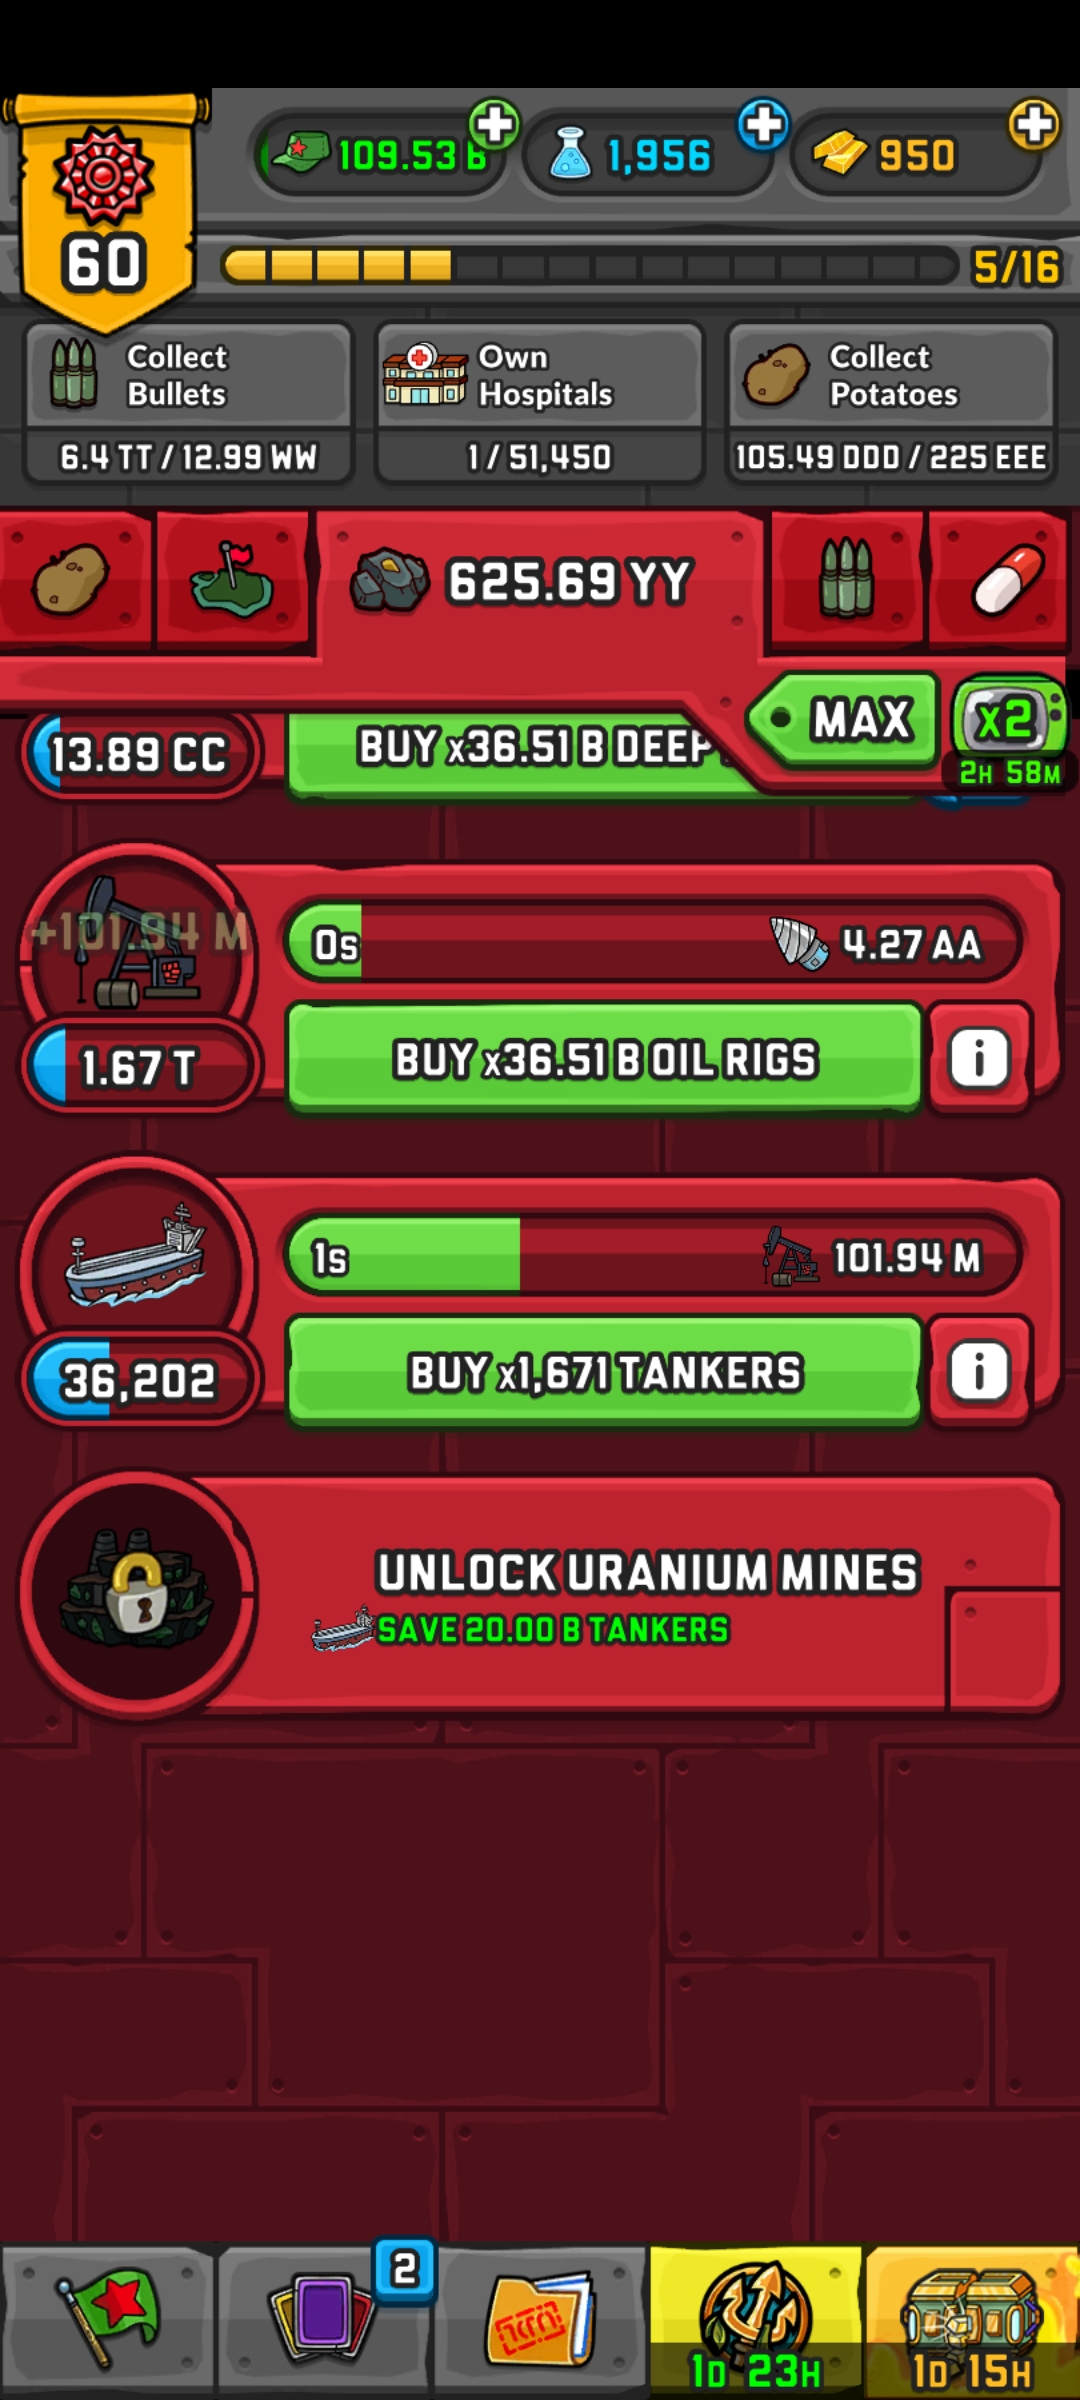 109.53 B
1,956
950
60
5/16
Collect
Bullets
6.4 TT / 12.99 WW
Own
Hospitals
1 / 51,450
Collect
Potatoes
105.49 DDD / 225 EEE
625.69 YY
MAX
x2
2H 58M
13.89 CC
BUY x36.51 B DEEP
+101.94 M
0s
4.27 AA
1.67 T
BUY x36.51 B OIL RIGS
i
1s
101.94 M
36,202
BUY x1,671 TANKERS
i
UNLOCK URANIUM MINES
SAVE 20.00 B TANKERS
2
1D 23H
1D 15H